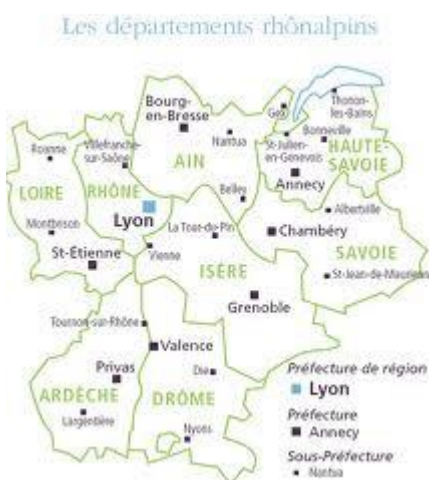 Les départements rhônalpins
Bourg-
en-Bresse
Gex
Thonon-
les-Bains
Roanne
Villefranche-
sur-Saône
Nantua
St-Julien-
en-Genevois
Bonneville
AIN
HAUTE-
SAVOIE
LOIRE
RHÔNE
Belley
Annecy
Lyon
Albertville
Montbrison
La Tour-du-Pin
Chambéry
St-Étienne
Vienne
ISÈRE
SAVOIE
St-Jean-de-Maurienne
Grenoble
Tournon-sur-Rhône
Valence
Privas
Die
ARDÈCHE
DRÔME
Largentière
Nyons
Préfecture de région
Lyon
Préfecture
Annecy
Sous-Préfecture
Nantua